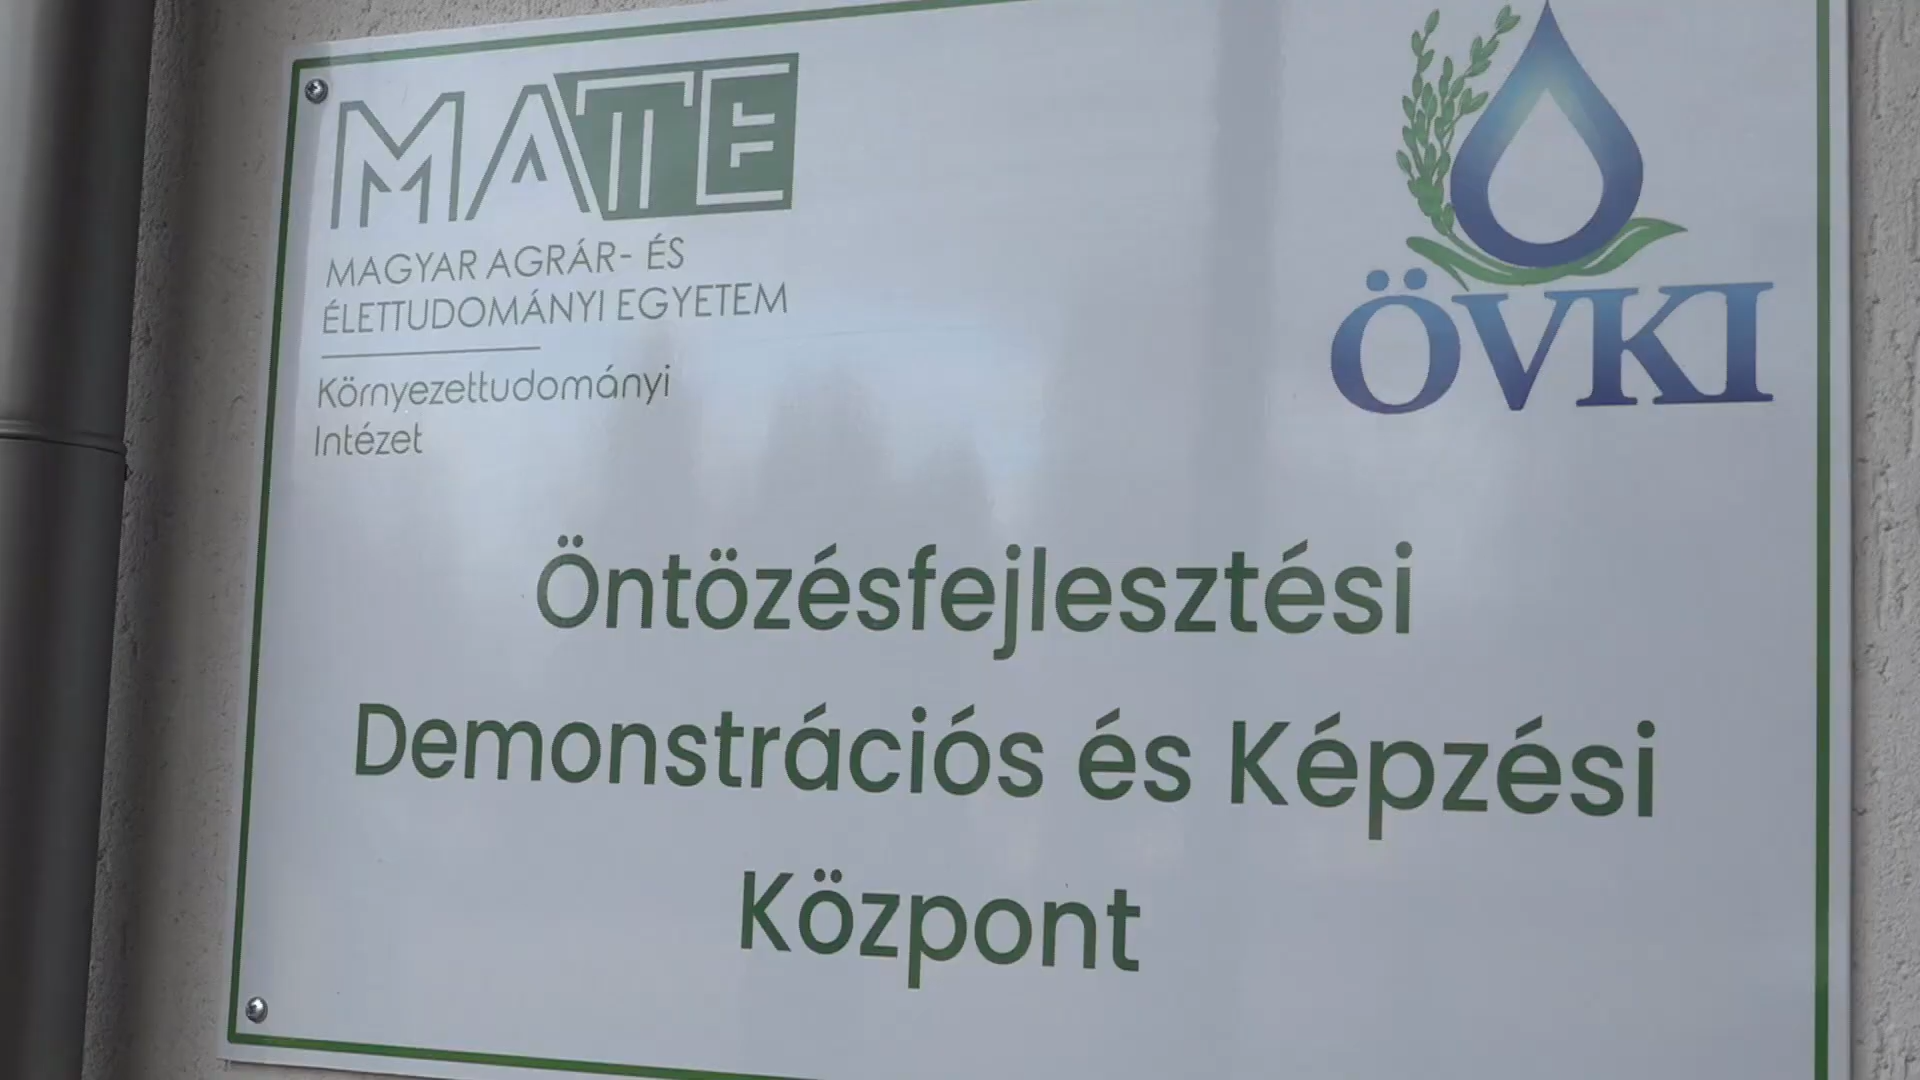 MATE
MAGYAR AGRÁR- ÉS
ÉLETTUDOMÁNYI EGYETEM
Környezettudományi
Intézet
ÖVKI
Öntözésfejlesztési
Demonstrációs és Képzési
Központ